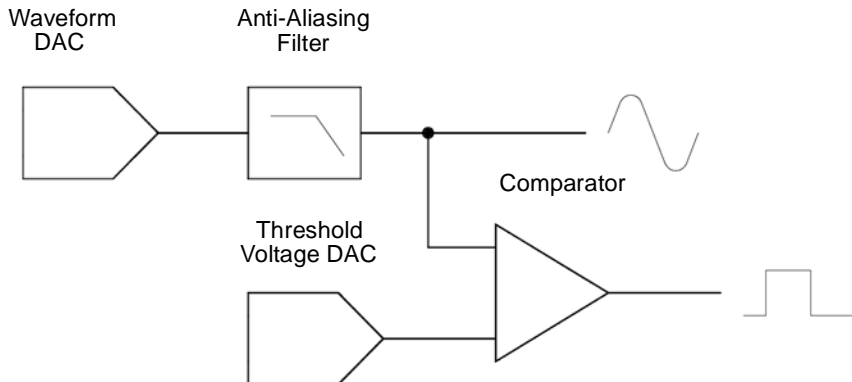 Waveform
DAC
Anti-Aliasing
Filter
Comparator
Threshold
Voltage DAC